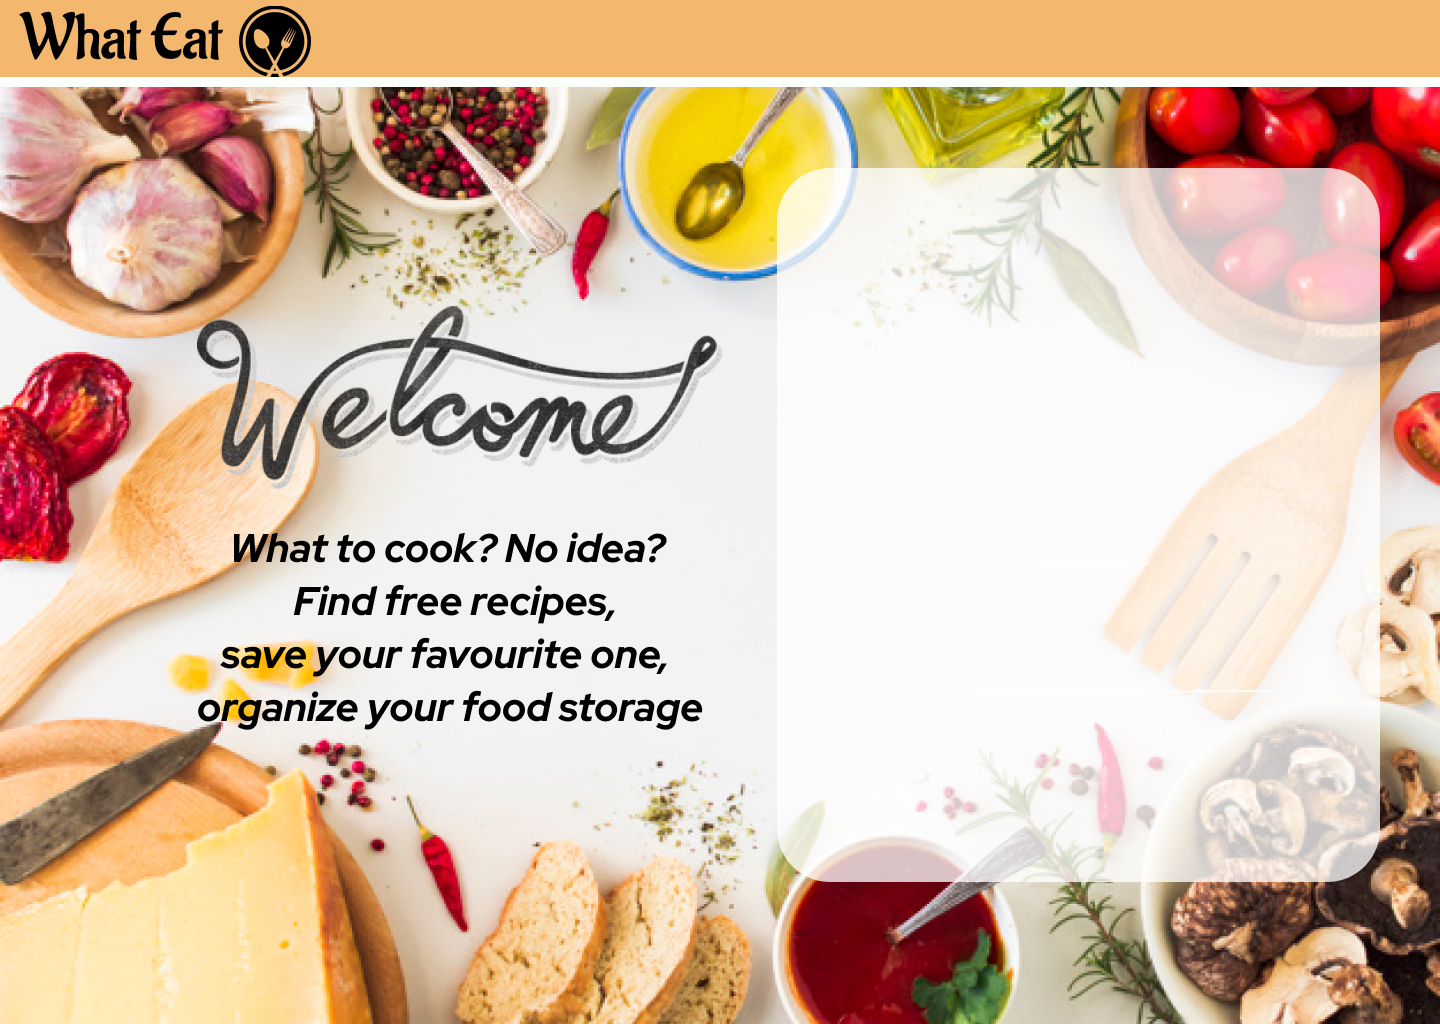 What Eat
Welcome
What to cook? No idea?
Find free recipes,
save your favourite one,
organize your food storage